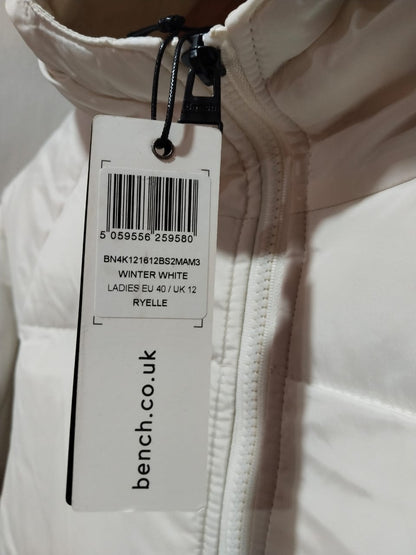 5 059556 259580
BN4K121612BS2MAM3
WINTER WHITE
LADIES EU 40 / UK 12
RYELLE
bench.co.uk